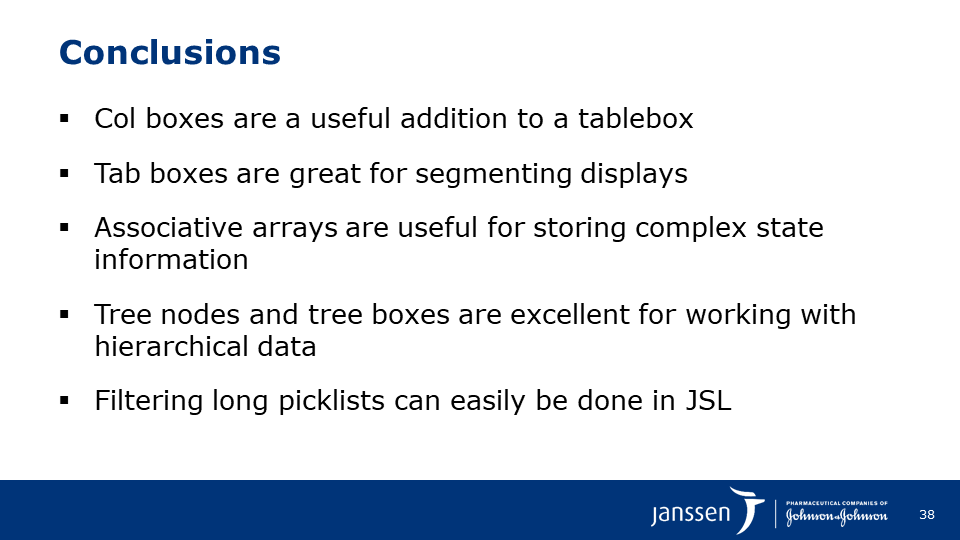 Conclusions
▪ Col boxes are a useful addition to a tablebox
▪ Tab boxes are great for segmenting displays
▪ Associative arrays are useful for storing complex state
information
▪ Tree nodes and tree boxes are excellent for working with
hierarchical data
▪ Filtering long picklists can easily be done in JSL
janssen
PHARMACEUTICAL COMPANIES OF
Johnson & Johnson
38